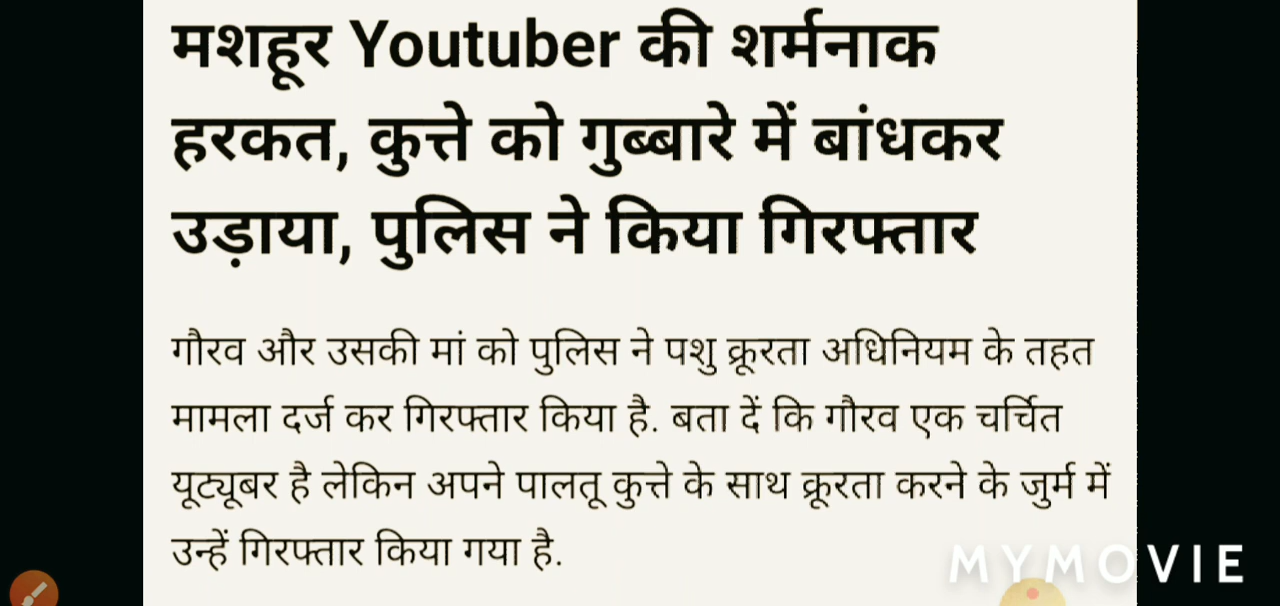 मशहूर Youtuber की शर्मनाक
हरकत, कुत्ते को गुब्बारे में बांधकर
उड़ाया, पुलिस ने किया गिरफ्तार
गौरव और उसकी मां को पुलिस ने पशु क्रूरता अधिनियम के तहत
मामला दर्ज कर गिरफ्तार किया है. बता दें कि गौरव एक चर्चित
यूट्यूबर है लेकिन अपने पालतू कुत्ते के साथ क्रूरता करने के जुर्म में
उन्हें गिरफ्तार किया गया है.
MYMOVIE